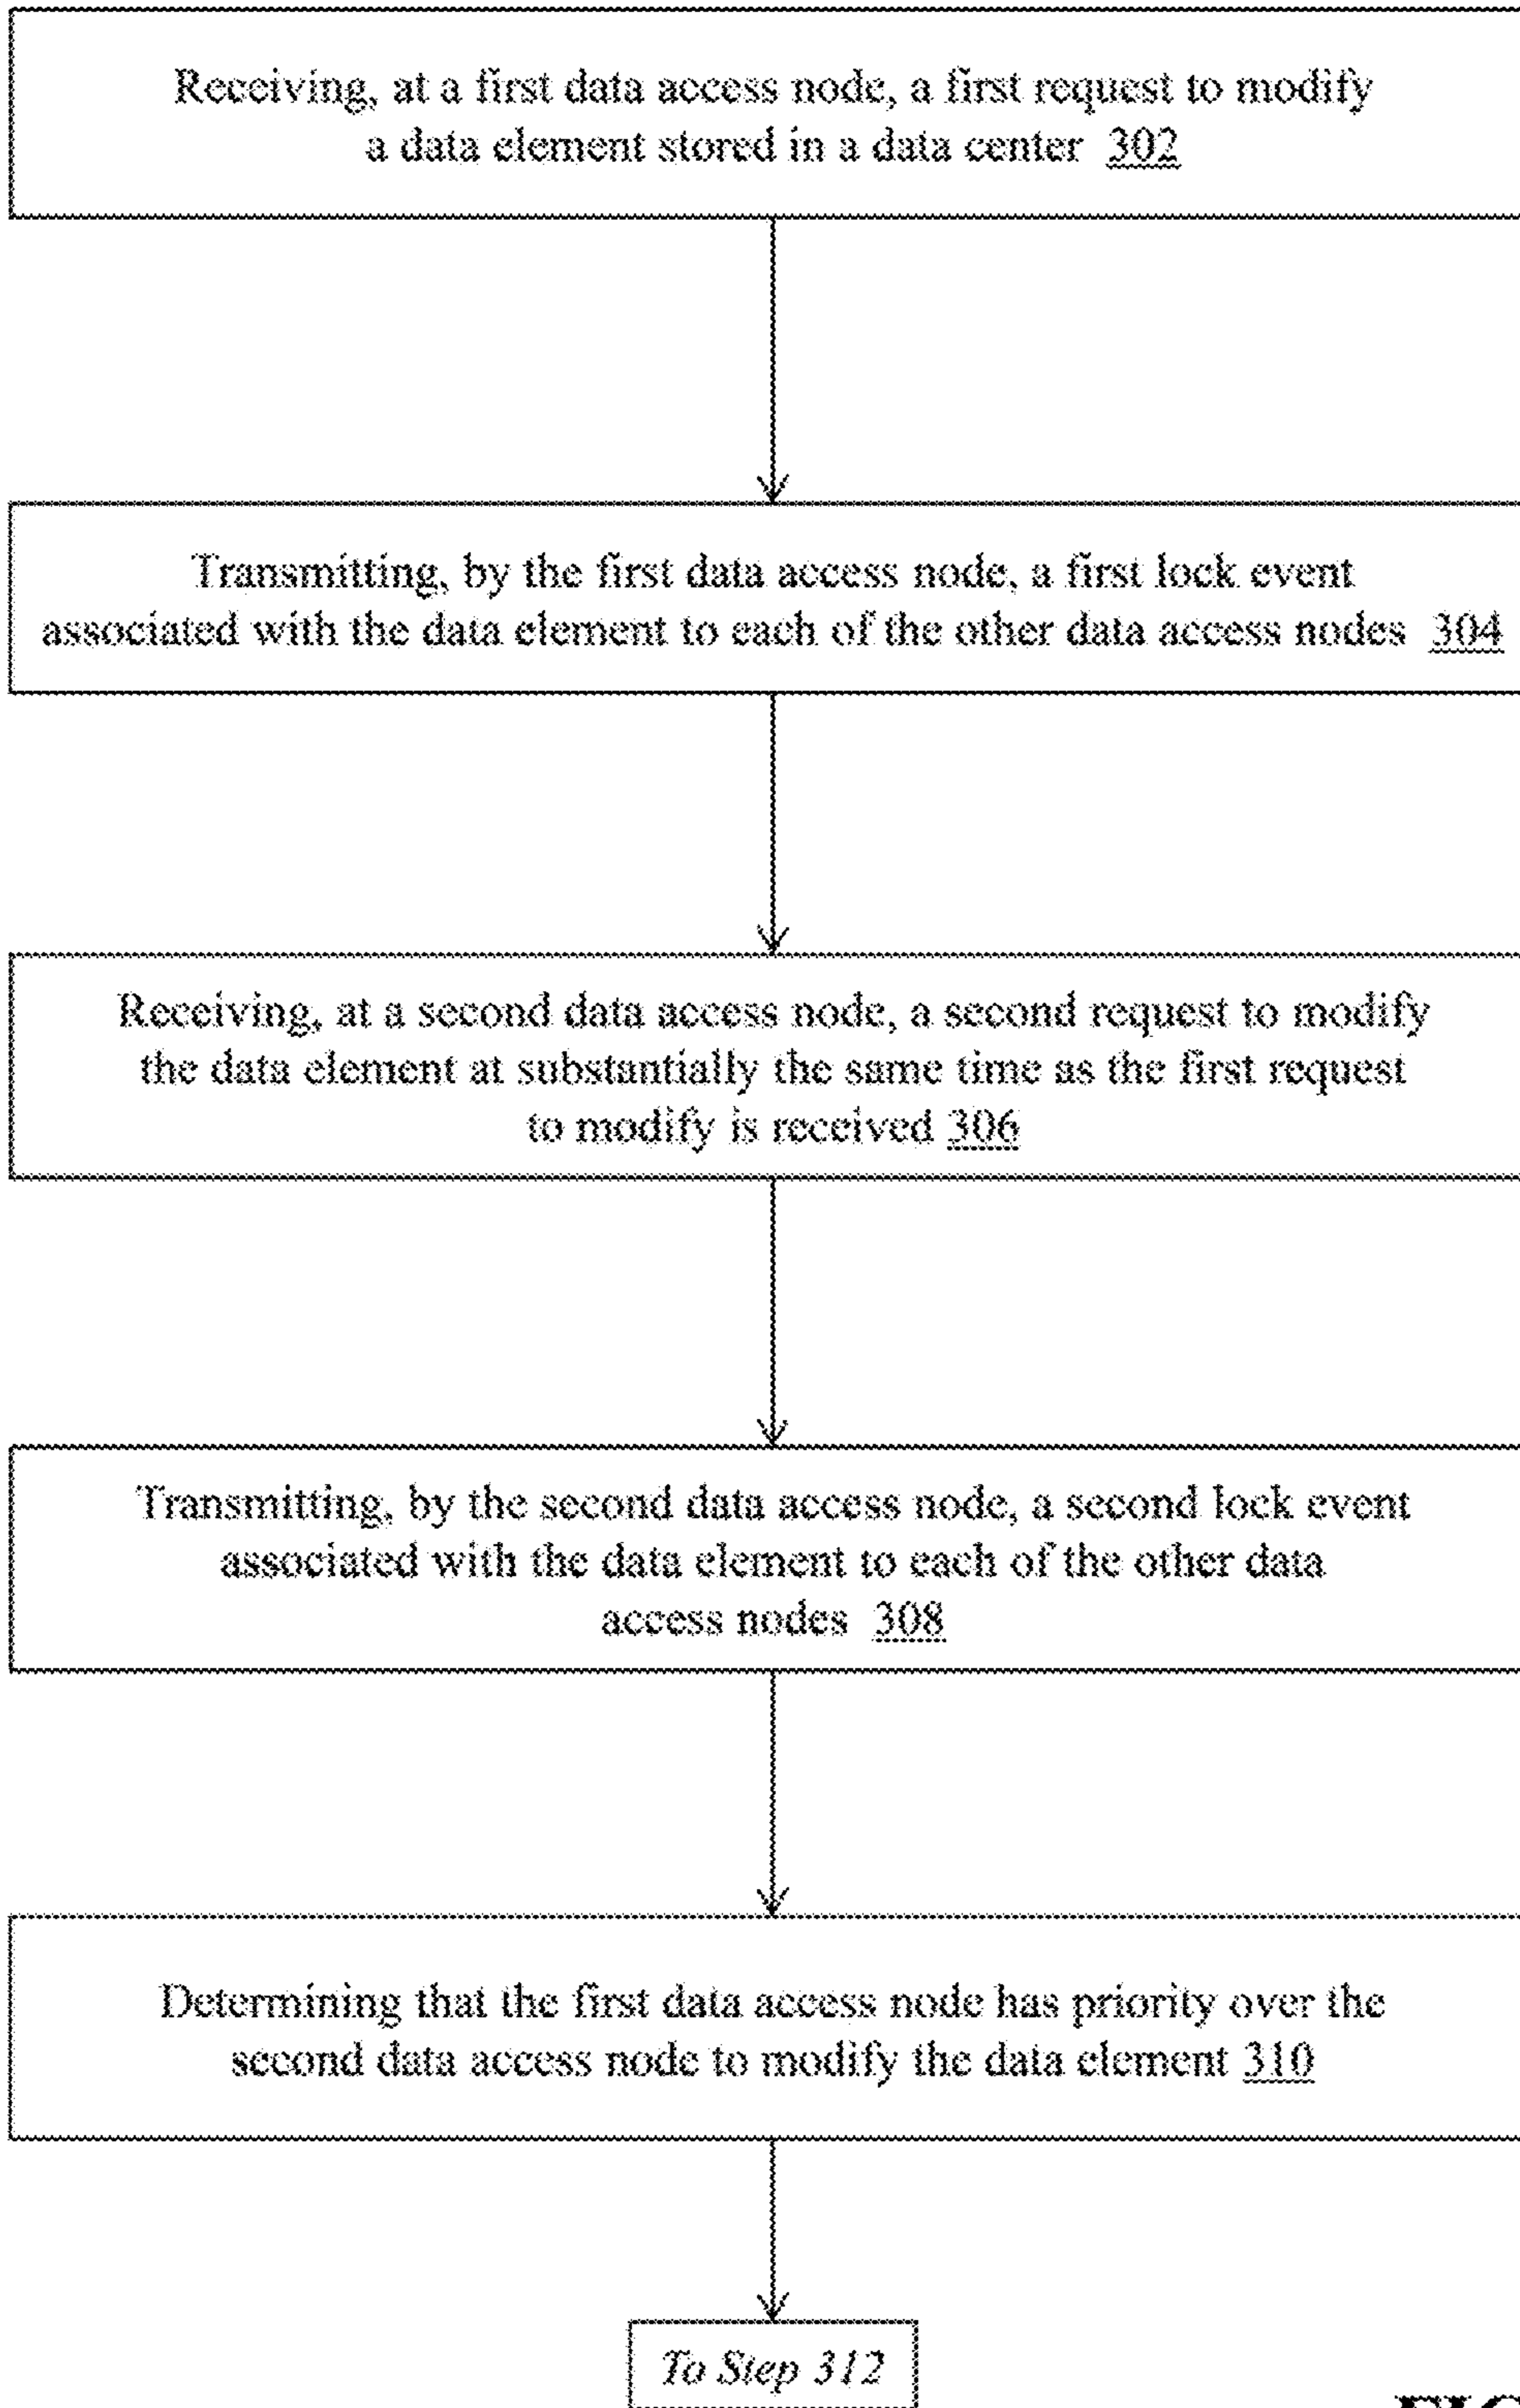 Receiving, at a first data access node, a first request to modify
a data element stored in a data center 302
Transmitting, by the first data access node, a first lock event
associated with the data element to each of the other data access nodes 304
Receiving, at a second data access node, a second request to modify
the data element at substantially the same time as the first request
to modify is received 306
Transmitting, by the second data access node, a second lock event
associated with the data element to each of the other data
access nodes 308
Determining that the first data access node has priority over the
second data access node to modify the data element 310
To Step 312